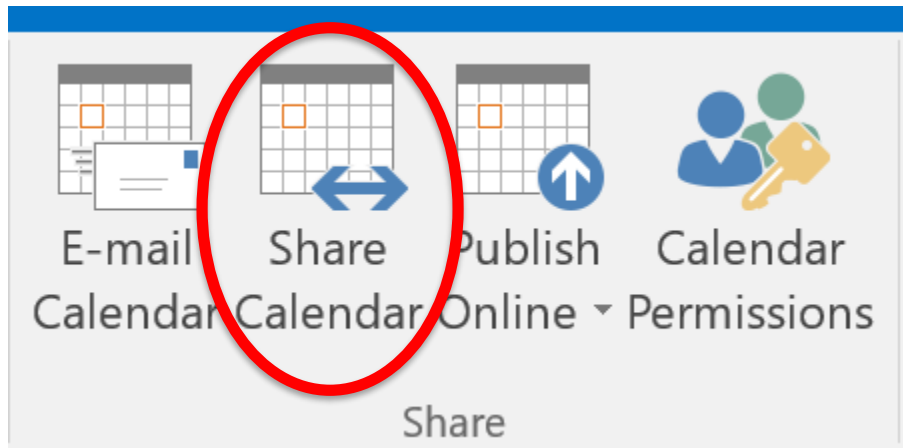 E-mail Calendar
Share Calendar
Publish Online
Calendar Permissions
Share